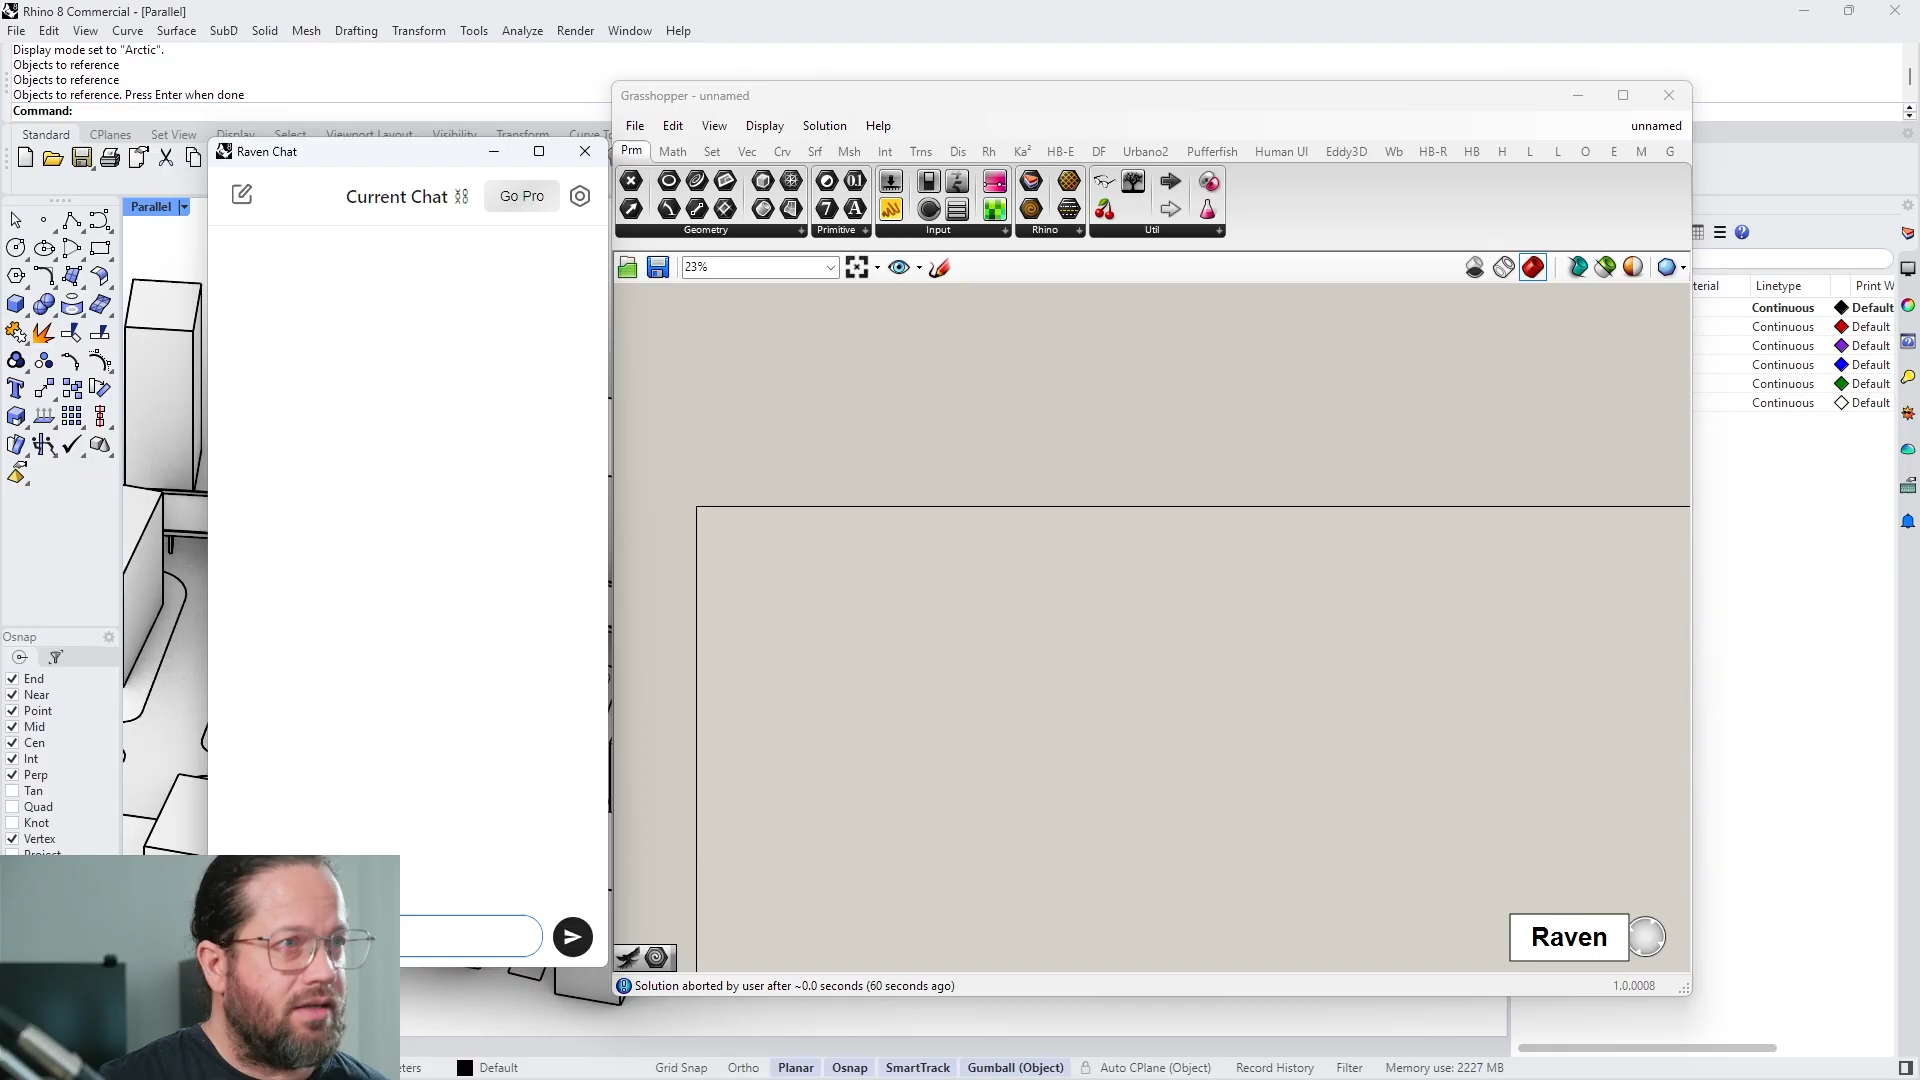 Rhino 8 Commercial - [Parallel]
File Edit View Curve Surface SubD Solid Mesh Drafting Transform Tools Analyze Render Window Help
Display mode set to "Arctic".
Objects to reference
Objects to reference
Objects to reference. Press Enter when done
Command:
Standard CPlanes Set View Display Select Viewport Layout Visibility Transform
Raven Chat
Current Chat
Go Pro
Parallel
Grasshopper - unnamed
File Edit View Display Solution Help
unnamed
Prm Math Set Vec Crv Srf Msh Int Trns Dis Rh Ka² HB-E DF Urbano2 Pufferfish Human UI Eddy3D Wb HB-R HB H L L O E M G
Geometry Primitive Input Rhino Util
23%
Linetype Print W
Continuous Default
Continuous Default
Continuous Default
Continuous Default
Continuous Default
Continuous Default
Osnap
End
Near
Point
Mid
Cen
Int
Perp
Tan
Quad
Knot
Vertex
Raven
Solution aborted by user after ~0.0 seconds (60 seconds ago)
1.0.0008
Default
Grid Snap Ortho Planar Osnap SmartTrack Gumball (Object) Auto CPlane (Object) Record History Filter Memory use: 2227 MB